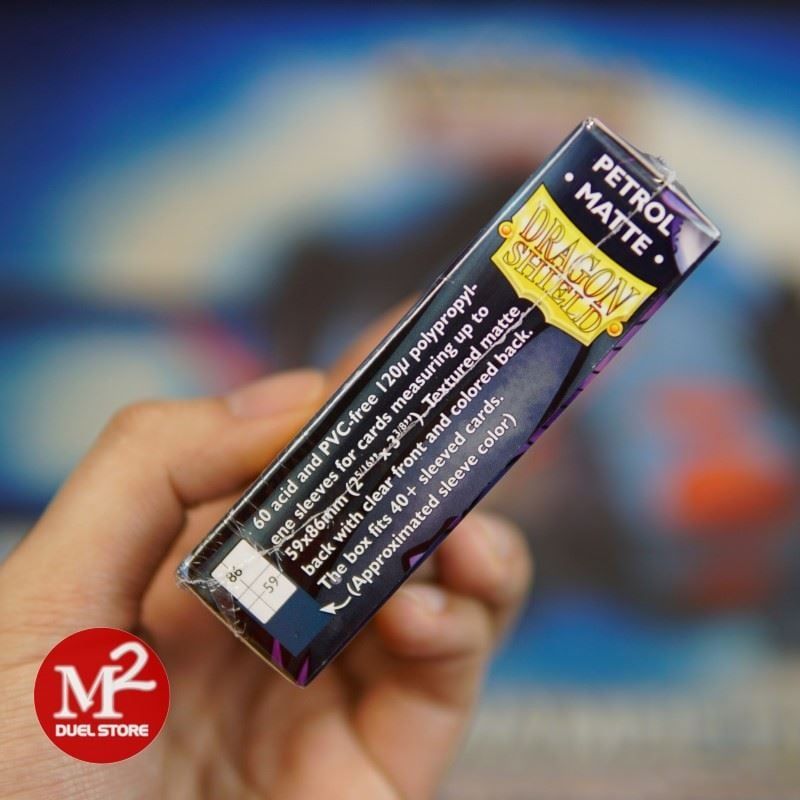 PETROL
• MATTE •
DRAGON
SHIELD
60 acid and PVC-free 120µ polypropyl-
ene sleeves for cards measuring up to
59x86mm (2 5/16" x 3 3/8"). Textured matte
back with clear front and colored back.
The box fits 40+ sleeved cards.
(Approximated sleeve color)
86
59
M2
DUEL STORE